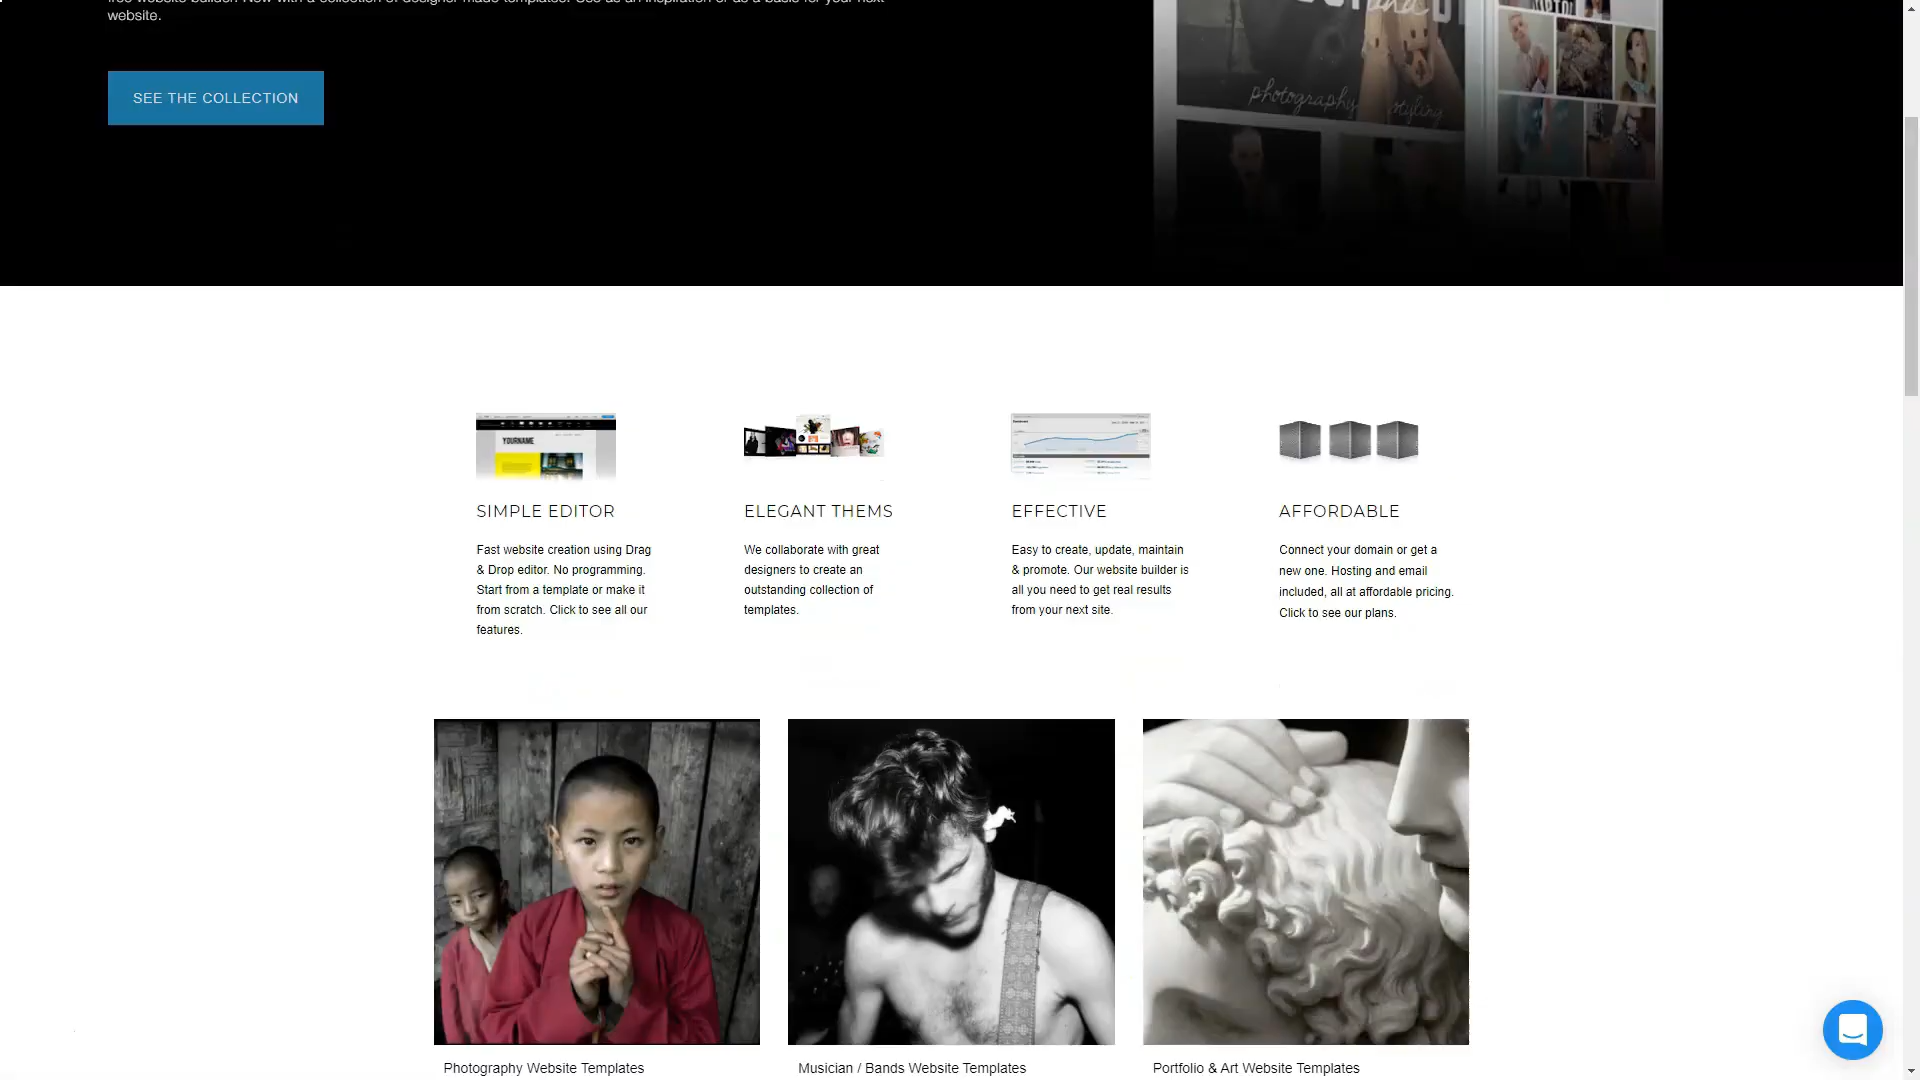 free website builder. Now with a collection of designer made templates. Use as an inspiration or as a basis for your next
website.
SEE THE COLLECTION
and
photography
styling
YOURNAME
SIMPLE EDITOR
ELEGANT THEMS
EFFECTIVE
AFFORDABLE
Fast website creation using Drag
& Drop editor. No programming.
Start from a template or make it
from scratch. Click to see all our
features.
We collaborate with great
designers to create an
outstanding collection of
templates.
Easy to create, update, maintain
& promote. Our website builder is
all you need to get real results
from your next site.
Connect your domain or get a
new one. Hosting and email
included, all at affordable pricing.
Click to see our plans.
Photography Website Templates
Musician / Bands Website Templates
Portfolio & Art Website Templates